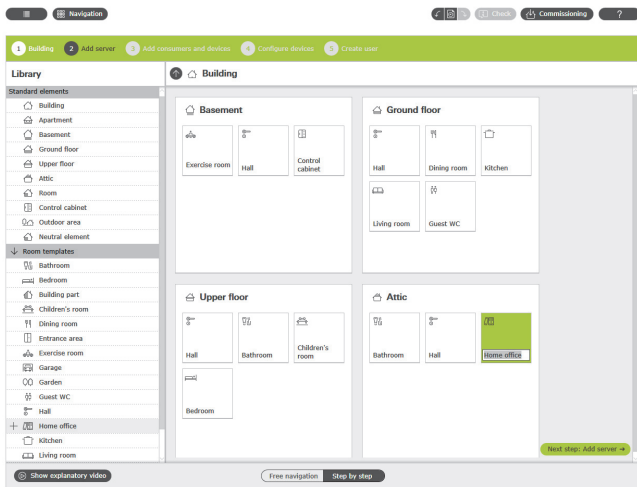 Navigation
Check
Commissioning
?
1 Building
2 Add server
3 Add consumers and devices
4 Configure devices
5 Create user
Library
Building
Standard elements
Building
Apartment
Basement
Ground floor
Upper floor
Attic
Room
Control cabinet
Outdoor area
Neutral element
Room templates
Bathroom
Bedroom
Building part
Children's room
Dining room
Entrance area
Exercise room
Garage
Garden
Guest WC
Hall
Home office
Kitchen
Living room
Basement
Exercise room
Hall
Control
cabinet
Ground floor
Hall
Dining room
Kitchen
Living room
Guest WC
Upper floor
Hall
Bathroom
Children's
room
Bedroom
Attic
Bathroom
Hall
Home office
Next step: Add server
Show explanatory video
Free navigation
Step by step